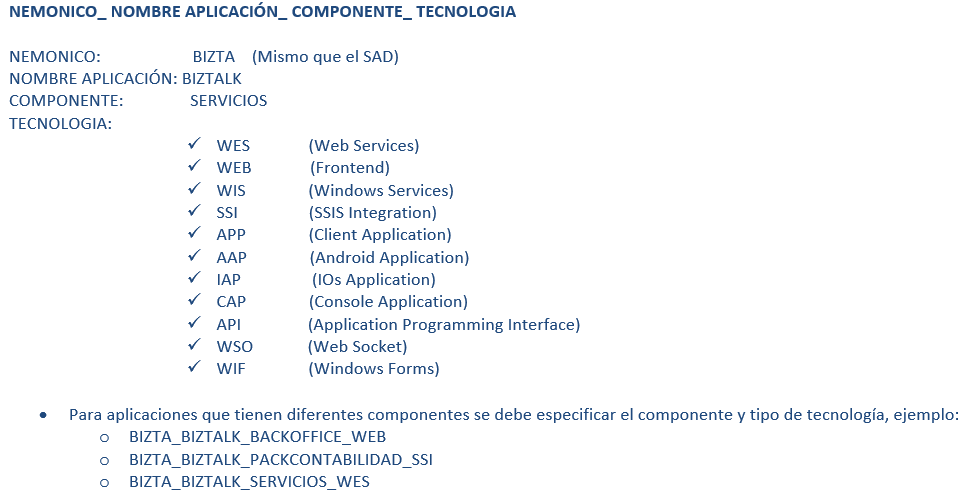 NEMONICO_ NOMBRE APLICACIÓN_ COMPONENTE_ TECNOLOGIA
NEMONICO: BIZTA (Mismo que el SAD)
NOMBRE APLICACIÓN: BIZTALK
COMPONENTE: SERVICIOS
TECNOLOGIA:
✓ WES (Web Services)
✓ WEB (Frontend)
✓ WIS (Windows Services)
✓ SSI (SSIS Integration)
✓ APP (Client Application)
✓ AAP (Android Application)
✓ IAP (IOs Application)
✓ CAP (Console Application)
✓ API (Application Programming Interface)
✓ WSO (Web Socket)
✓ WIF (Windows Forms)
• Para aplicaciones que tienen diferentes componentes se debe especificar el componente y tipo de tecnología, ejemplo:
o BIZTA_BIZTALK_BACKOFFICE_WEB
o BIZTA_BIZTALK_PACKCONTABILIDAD_SSI
o BIZTA_BIZTALK_SERVICIOS_WES